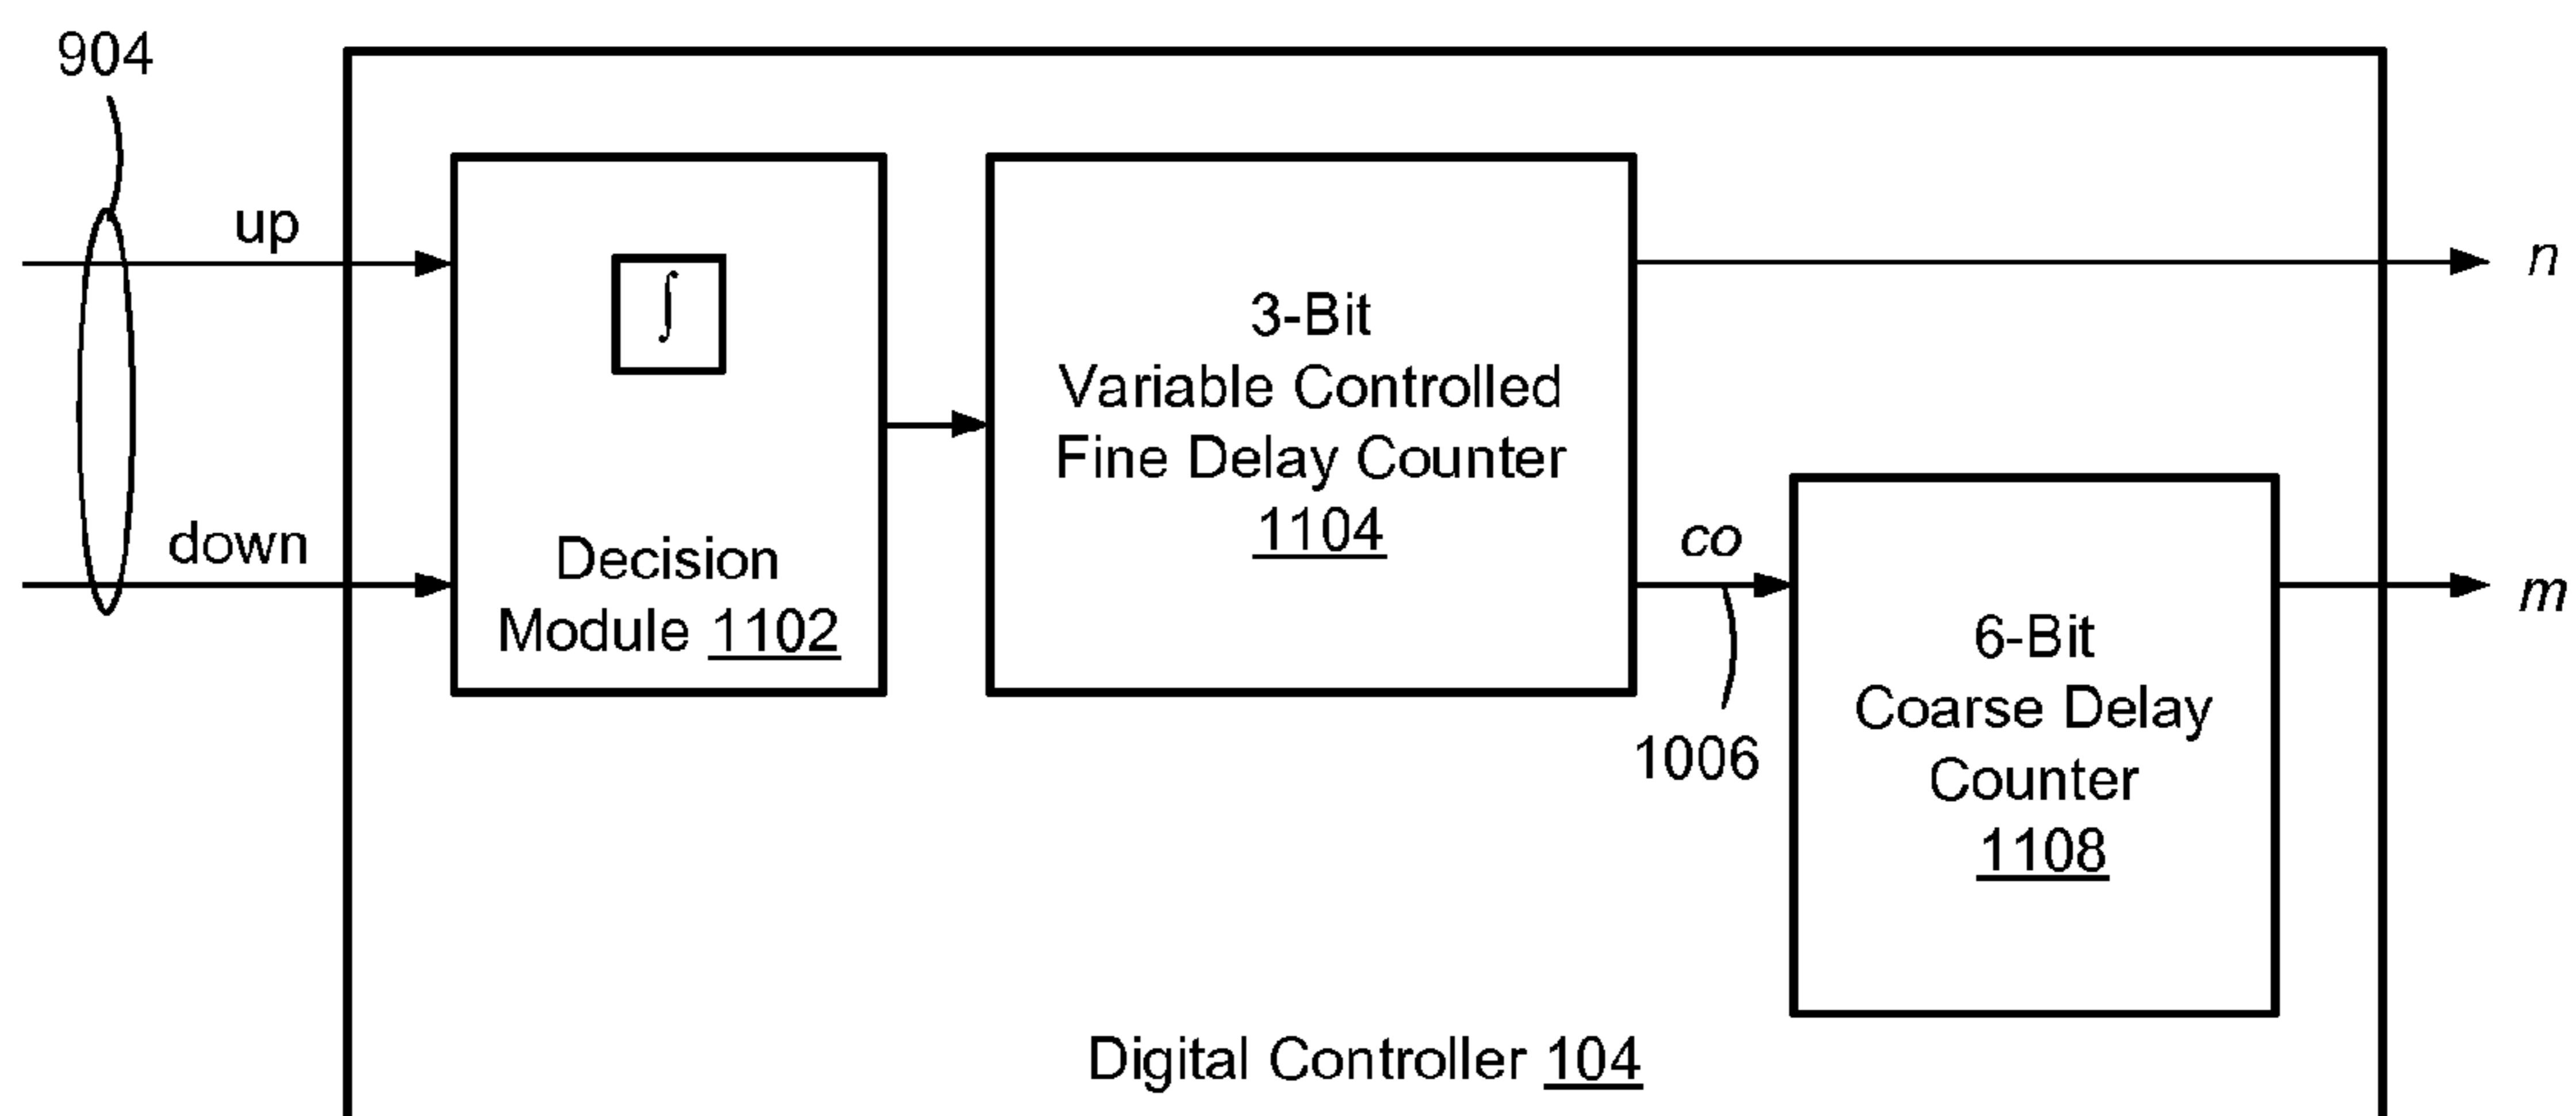 904
up
down
∫
Decision
Module 1102
3-Bit
Variable Controlled
Fine Delay Counter
1104
n
co
1006
6-Bit
Coarse Delay
Counter
1108
m
Digital Controller 104